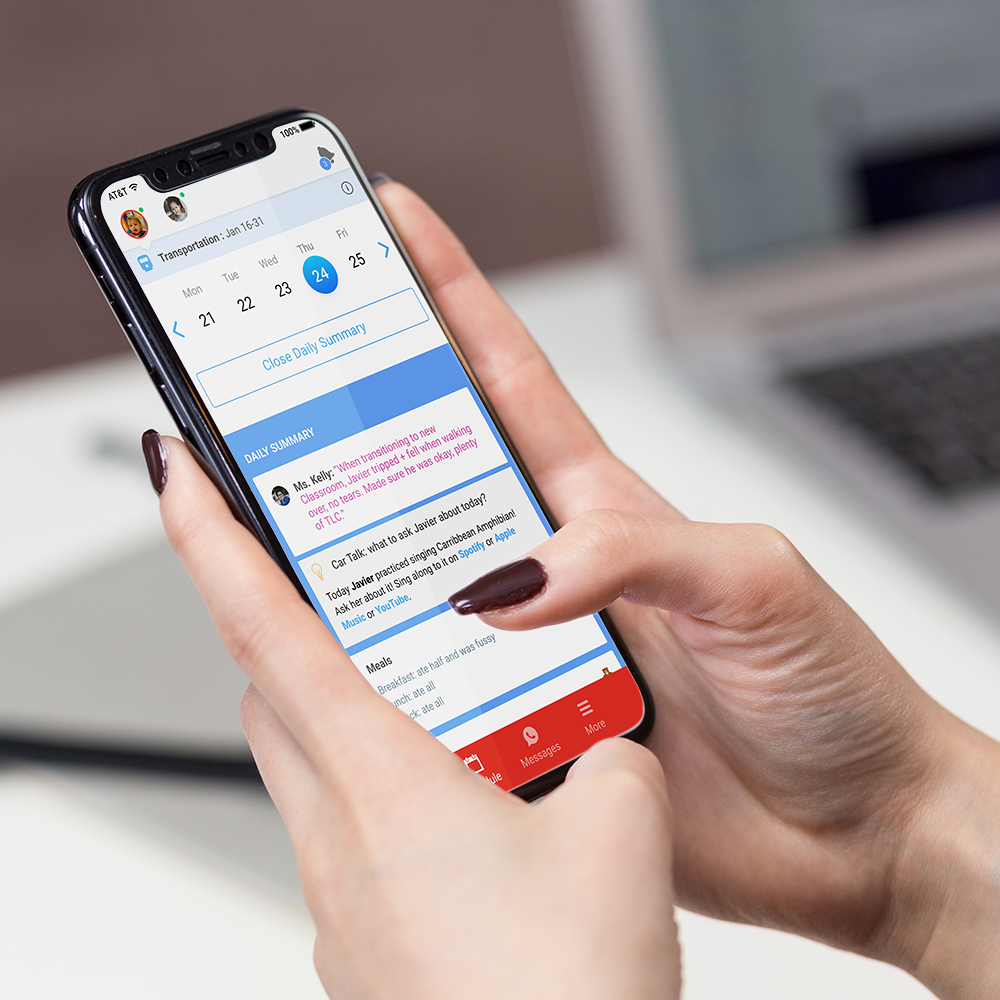 AT&T
100%
1
Transportation : Jan 16-31
Mon Tue Wed Thu Fri
21 22 23 24 25
Close Daily Summary
DAILY SUMMARY
Ms. Kelly: "When transitioning to new
Classroom, Javier tripped + fell when walking
over, no tears. Made sure he was okay, plenty
of TLC."
Car Talk: what to ask Javier about today?
Today Javier practiced singing Carribbean Amphibian!
Ask her about it! Sing along to it on Spotify or Apple
Music or YouTube.
Meals
Breakfast: ate half and was fussy
unch: ate all
ck: ate all
ule
Messages
More